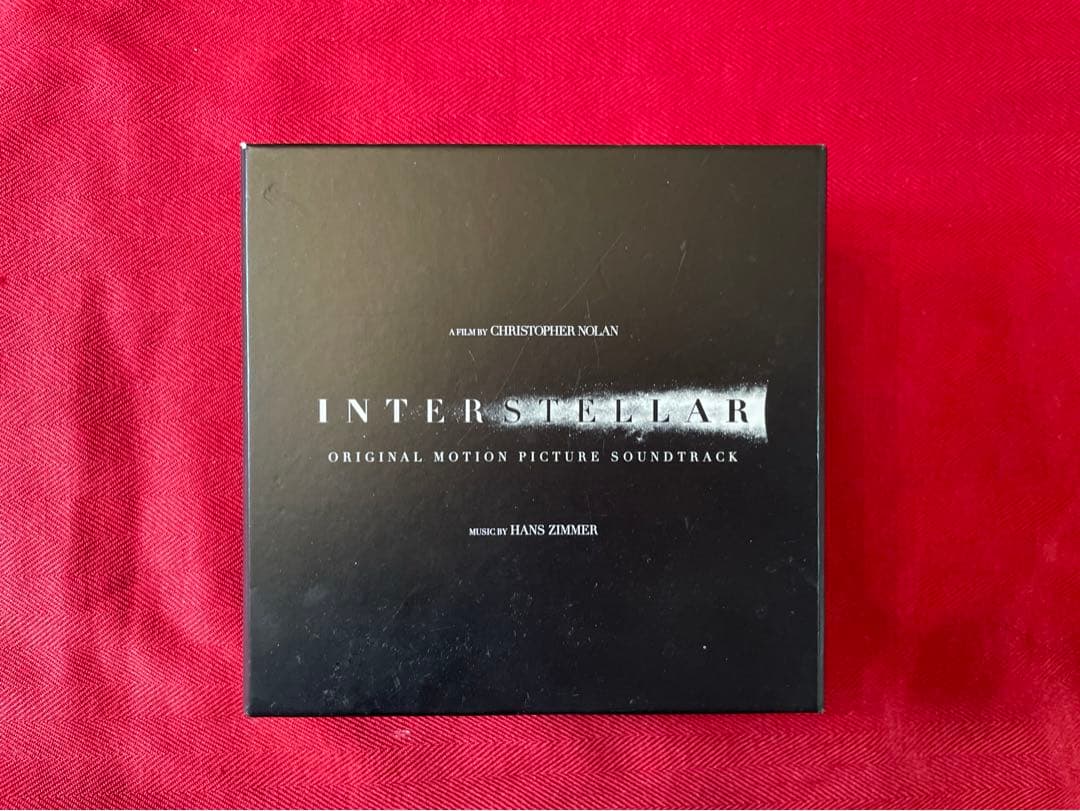 A FILM BY CHRISTOPHER NOLAN
INTERSTELLAR
ORIGINAL MOTION PICTURE SOUNDTRACK
MUSIC BY HANS ZIMMER